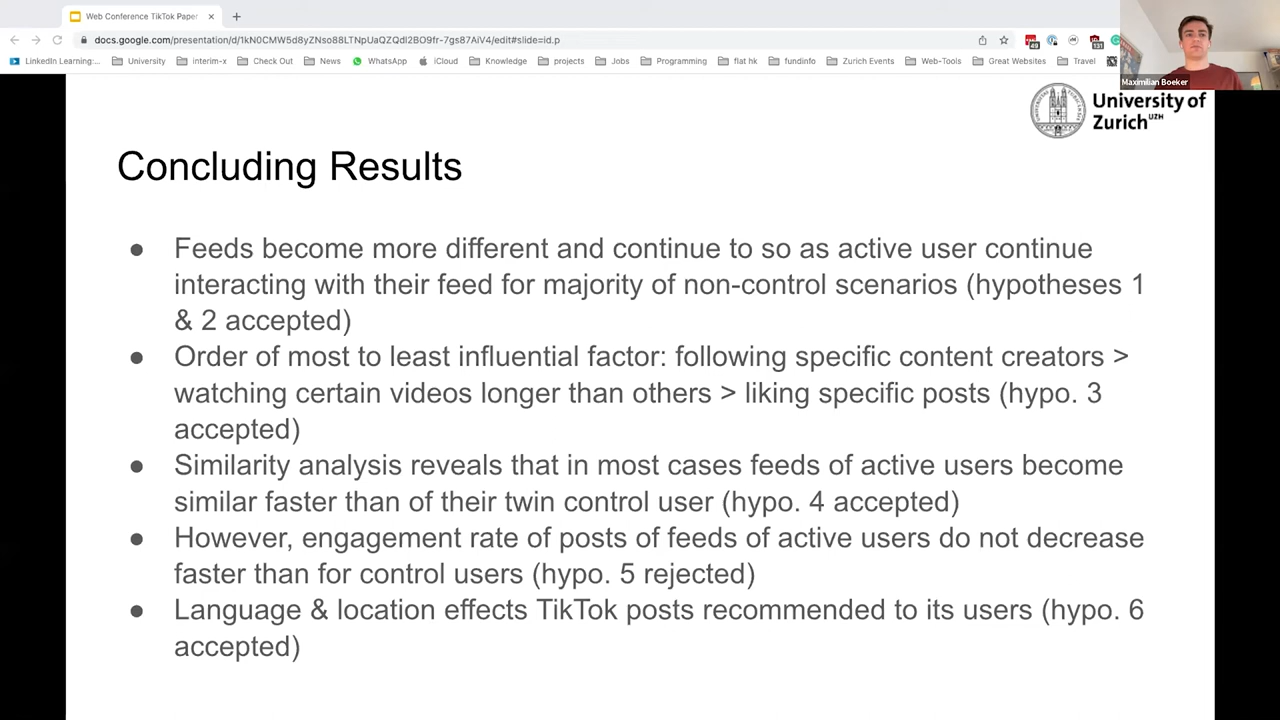 Web Conference TikTok Paper
docs.google.com/presentation/d/1kN0CMW5d8yZNso88LTNpUaQZQdl2BO9fr-7gs87AiV4/edit#slide=id.p
LinkedIn Learning:... University interim-x Check Out News WhatsApp iCloud Knowledge projects Jobs Programming flat hk fundinfo Zurich Events Web-Tools Great Websites Travel
Maximilian Boeker
University of
Zurich UZH
Concluding Results
● Feeds become more different and continue to so as active user continue
interacting with their feed for majority of non-control scenarios (hypotheses 1
& 2 accepted)
● Order of most to least influential factor: following specific content creators >
watching certain videos longer than others > liking specific posts (hypo. 3
accepted)
● Similarity analysis reveals that in most cases feeds of active users become
similar faster than of their twin control user (hypo. 4 accepted)
● However, engagement rate of posts of feeds of active users do not decrease
faster than for control users (hypo. 5 rejected)
● Language & location effects TikTok posts recommended to its users (hypo. 6
accepted)